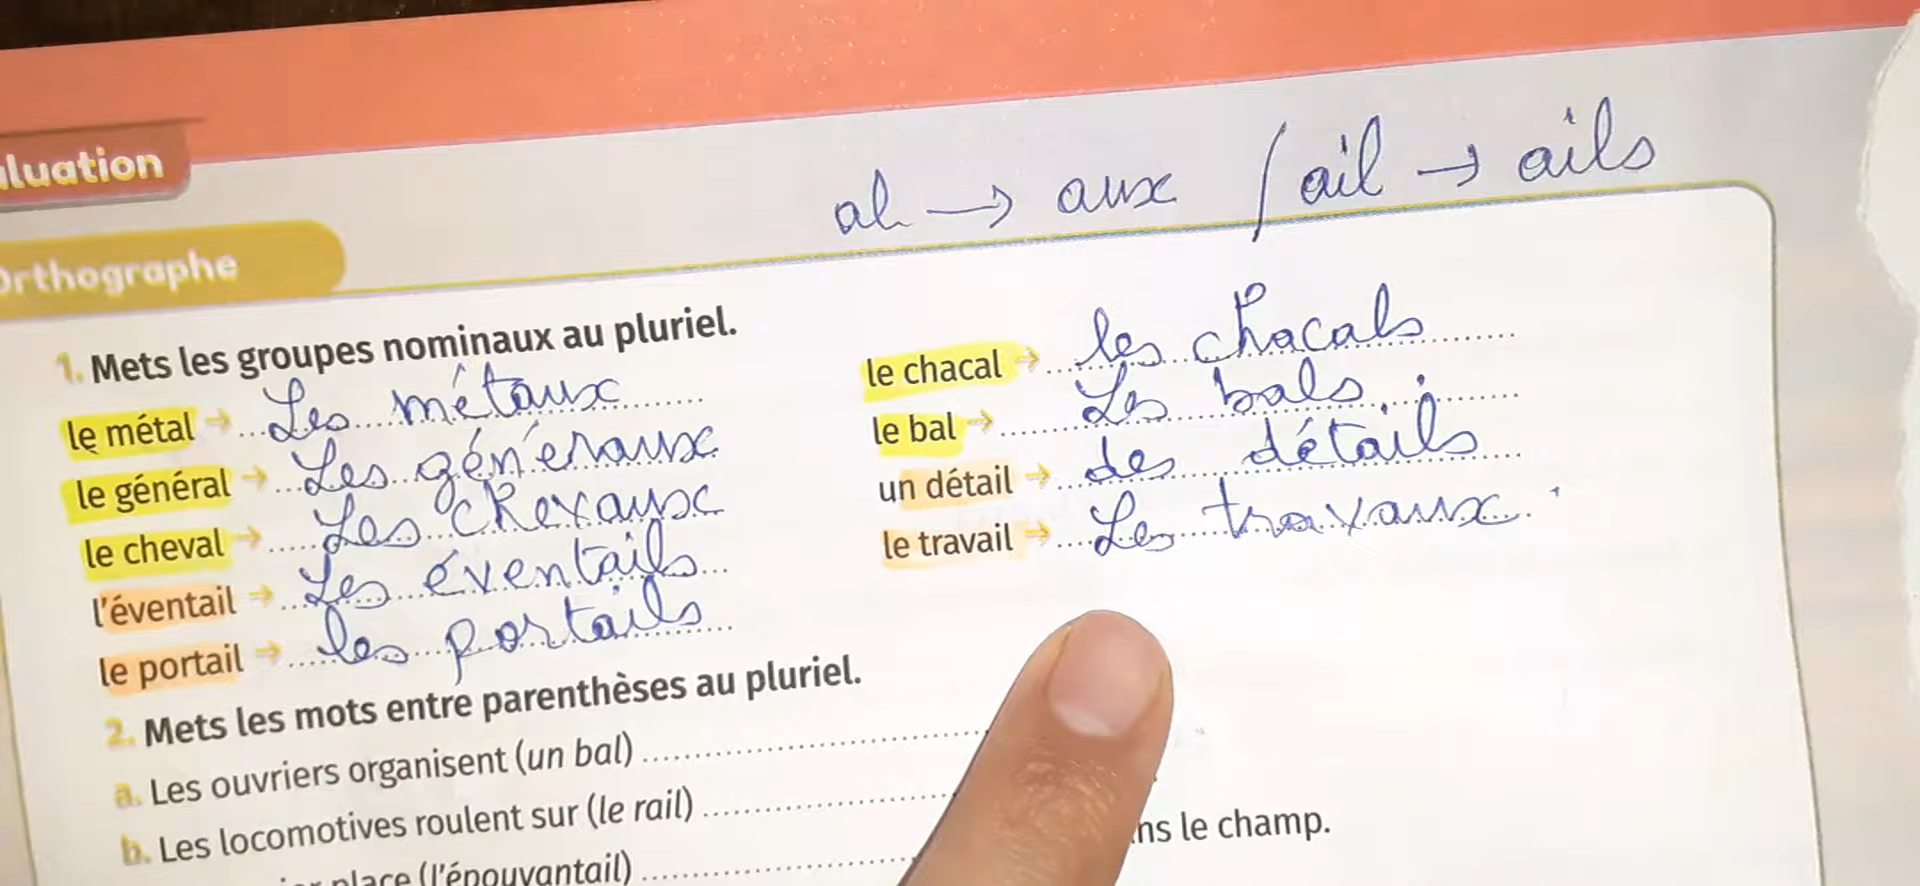 luation
al → aux / ail → ails
Orthographe
1. Mets les groupes nominaux au pluriel.
le métal → Les métaux
le général → Les généraux
le cheval → Les chevaux
l'éventail → Les éventails
le portail → les portails
le chacal → les chacals
le bal → Les bals.
un détail → des détails
le travail → Les travaux.
2. Mets les mots entre parenthèses au pluriel.
a. Les ouvriers organisent (un bal)
b. Les locomotives roulent sur (le rail)
place (l'épouvantail) ns le champ.